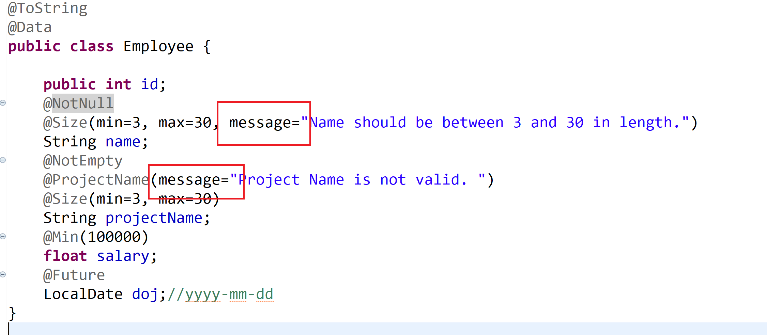 @ToString
@Data
public class Employee {
public int id;
@NotNull
@Size(min=3, max=30, message="Name should be between 3 and 30 in length.")
String name;
@NotEmpty
@ProjectName(message="Project Name is not valid. ")
@Size(min=3, max=30)
String projectName;
@Min(100000)
float salary;
@Future
LocalDate doj;//yyyy-mm-dd
}